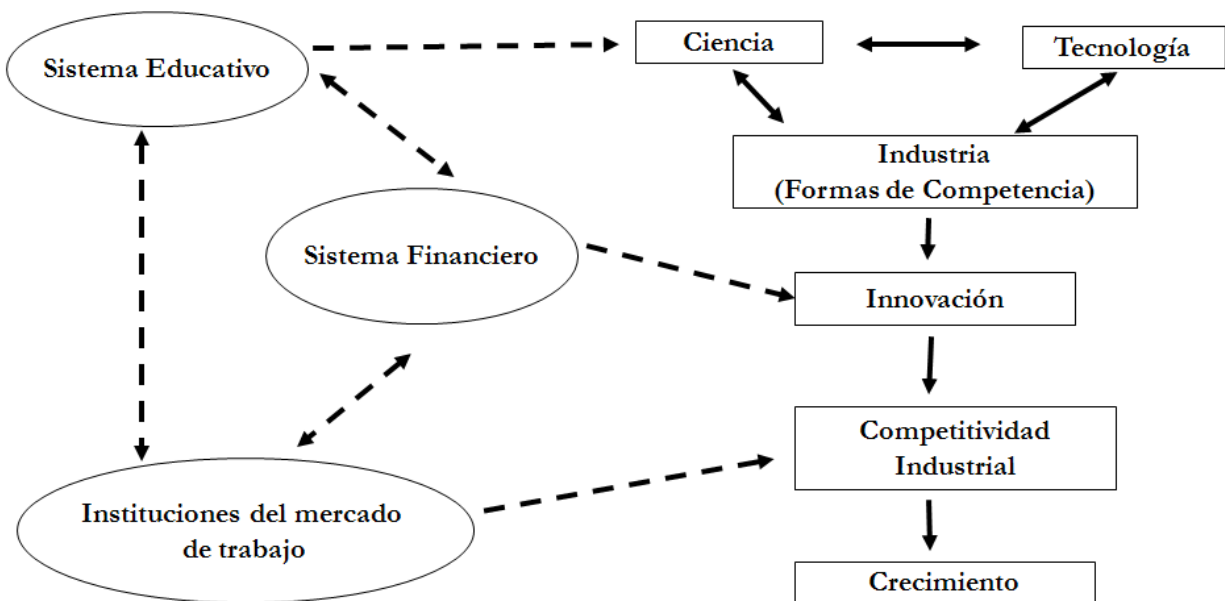 Sistema Educativo
Ciencia
Tecnología
Industria
(Formas de Competencia)
Sistema Financiero
Innovación
Competitividad
Industrial
Instituciones del mercado
de trabajo
Crecimiento